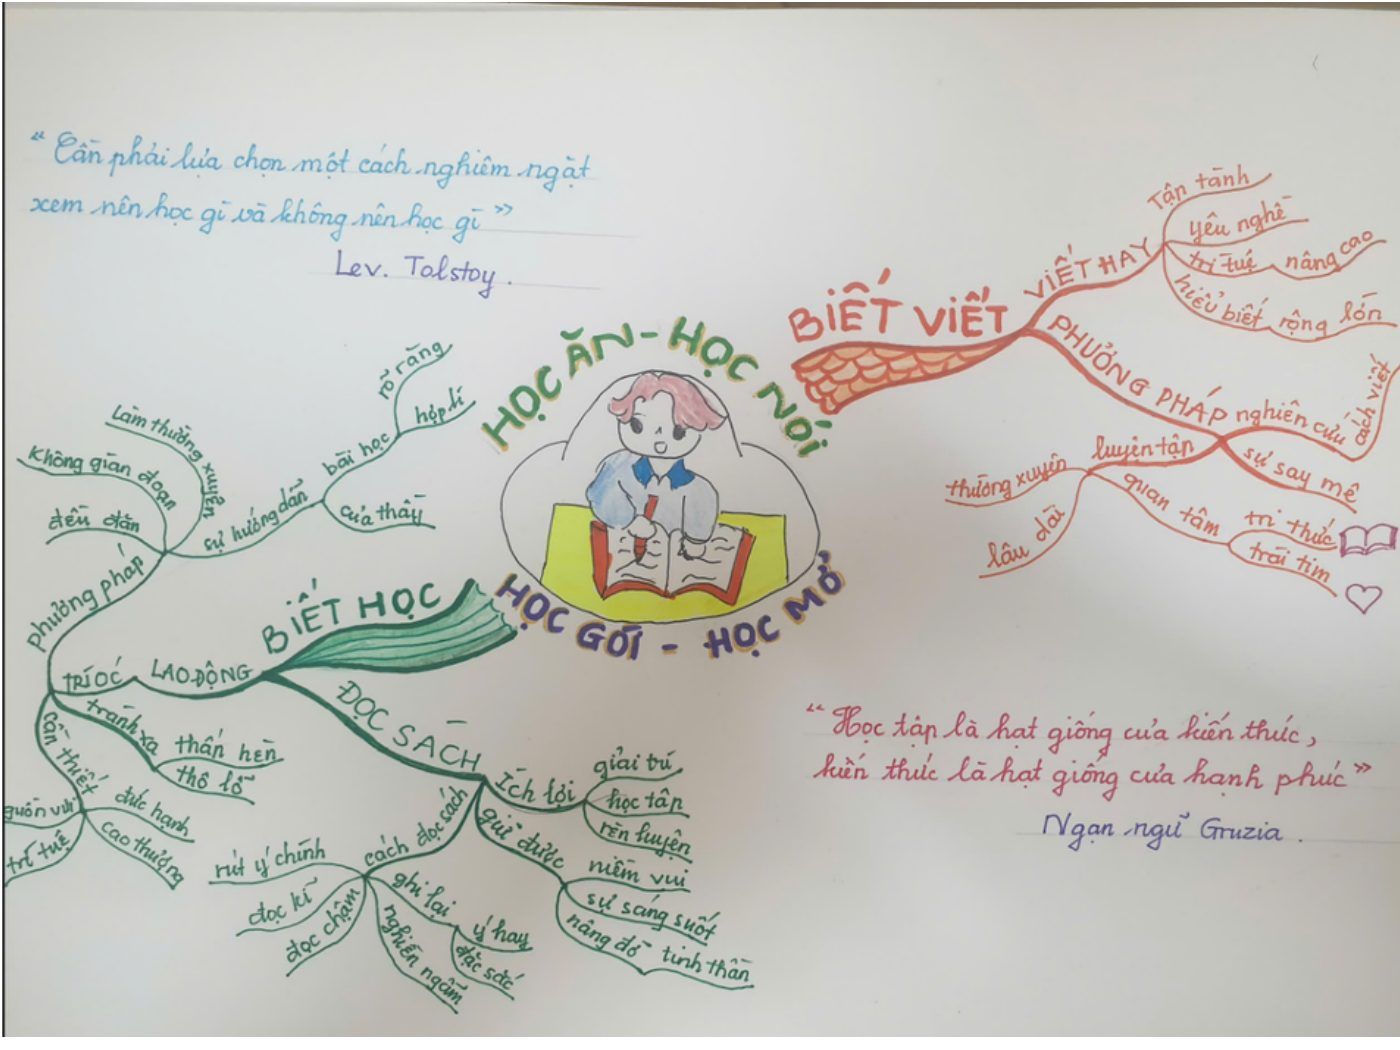 “ Cần phải lựa chọn một cách nghiêm ngặt
xem nên học gì và không nên học gì ”
Lev. Tolstoy.
HỌC ĂN - HỌC NÓI
HỌC GÓI - HỌC MỞ
BIẾT VIẾT
VIẾT HAY
Tận tành
yêu nghề
trí tuệ nâng cao
hiểu biết rộng lớn
PHƯƠNG PHÁP
nghiên cứu
cách viết
sự say mê
luyện tập
thường xuyên
lâu dài
quan tâm
tri thức
trái tim
BIẾT HỌC
LAO ĐỘNG
TRÍ ÓC
phương pháp
Làm thường xuyên
Không gián đoạn
đều đặn
sự hướng dẫn
bài học
rõ ràng
hợp lí
của thầy
tránh xa
thấn hèn
thô lỗ
cần thiết
đức hạnh
cao thượng
trí tuệ
ĐỌC SÁCH
ích lợi
giải trí
học tập
rèn luyện
giữ được
niềm vui
sự sáng suốt
nâng đỡ tinh thần
cách đọc sách
rút ý chính
đọc kĩ
đọc chậm
nghiền ngẫm
ghi lại
ý hay
đặc sắc
“ Học tập là hạt giống của kiến thức,
kiến thức là hạt giống của hạnh phúc ”
Ngạn ngữ Gruzia.